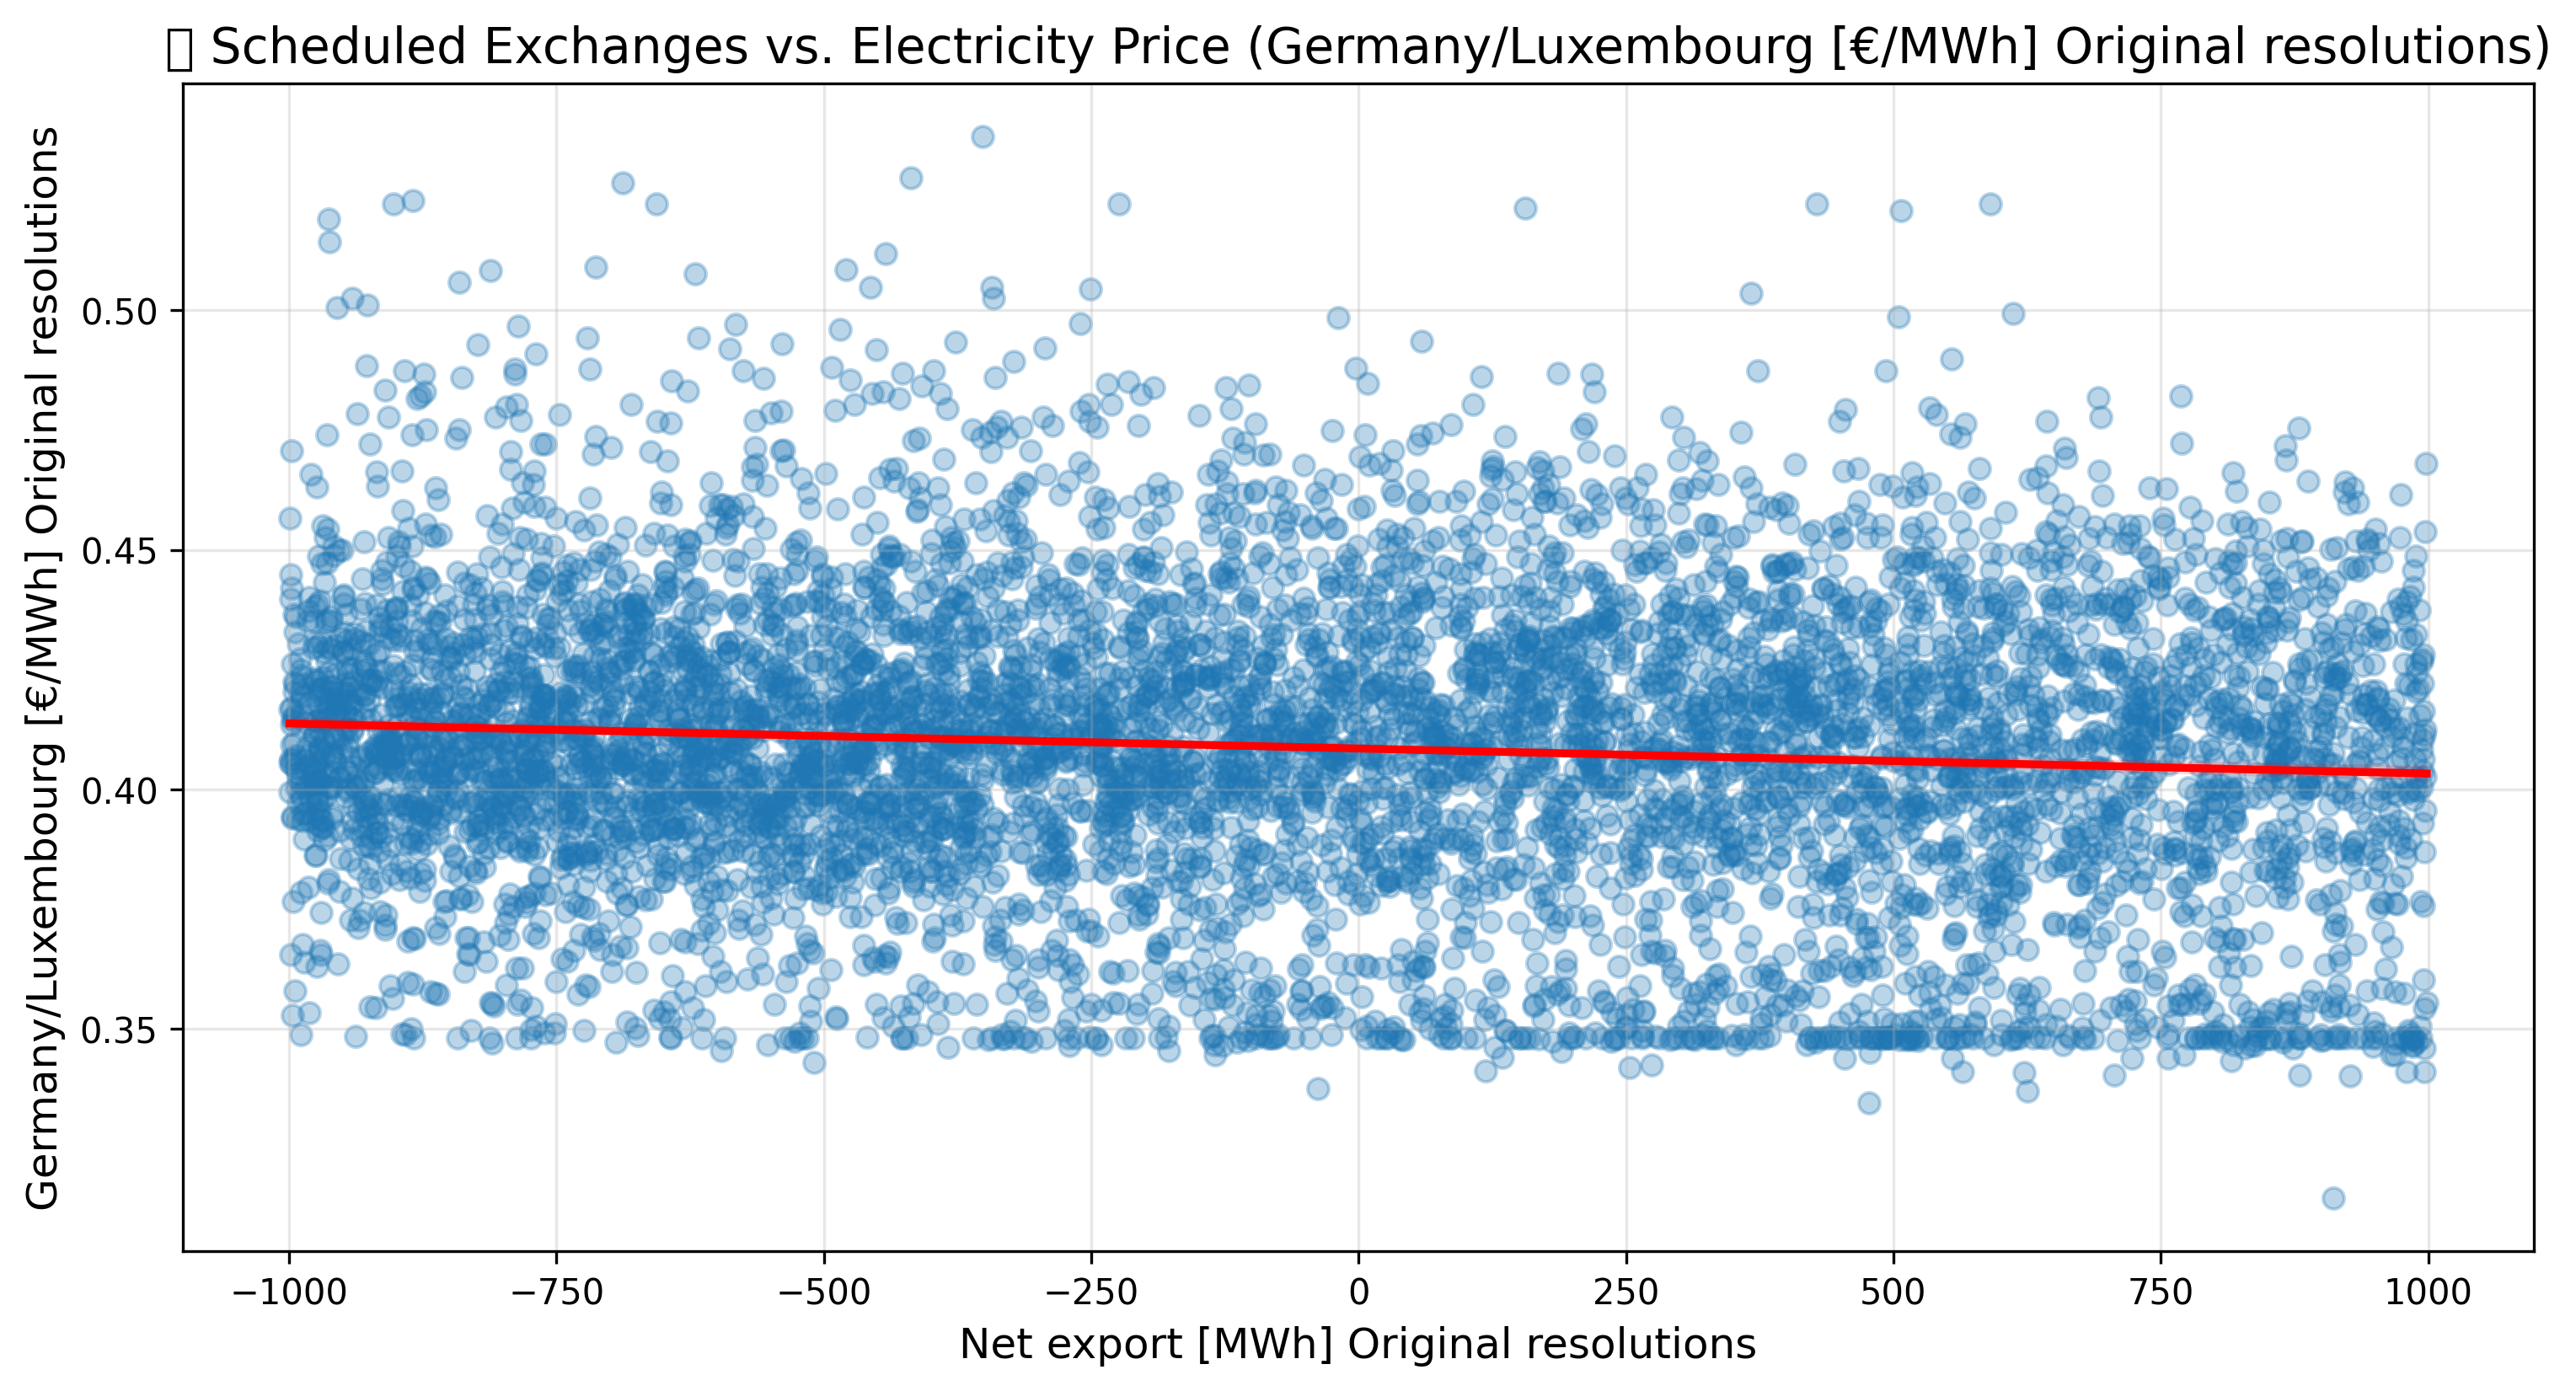 Scheduled Exchanges vs. Electricity Price (Germany/Luxembourg [€/MWh] Original resolutions)
Germany/Luxembourg [€/MWh] Original resolutions
0.50
0.45
0.40
0.35
−1000 −750 −500 −250 0 250 500 750 1000
Net export [MWh] Original resolutions